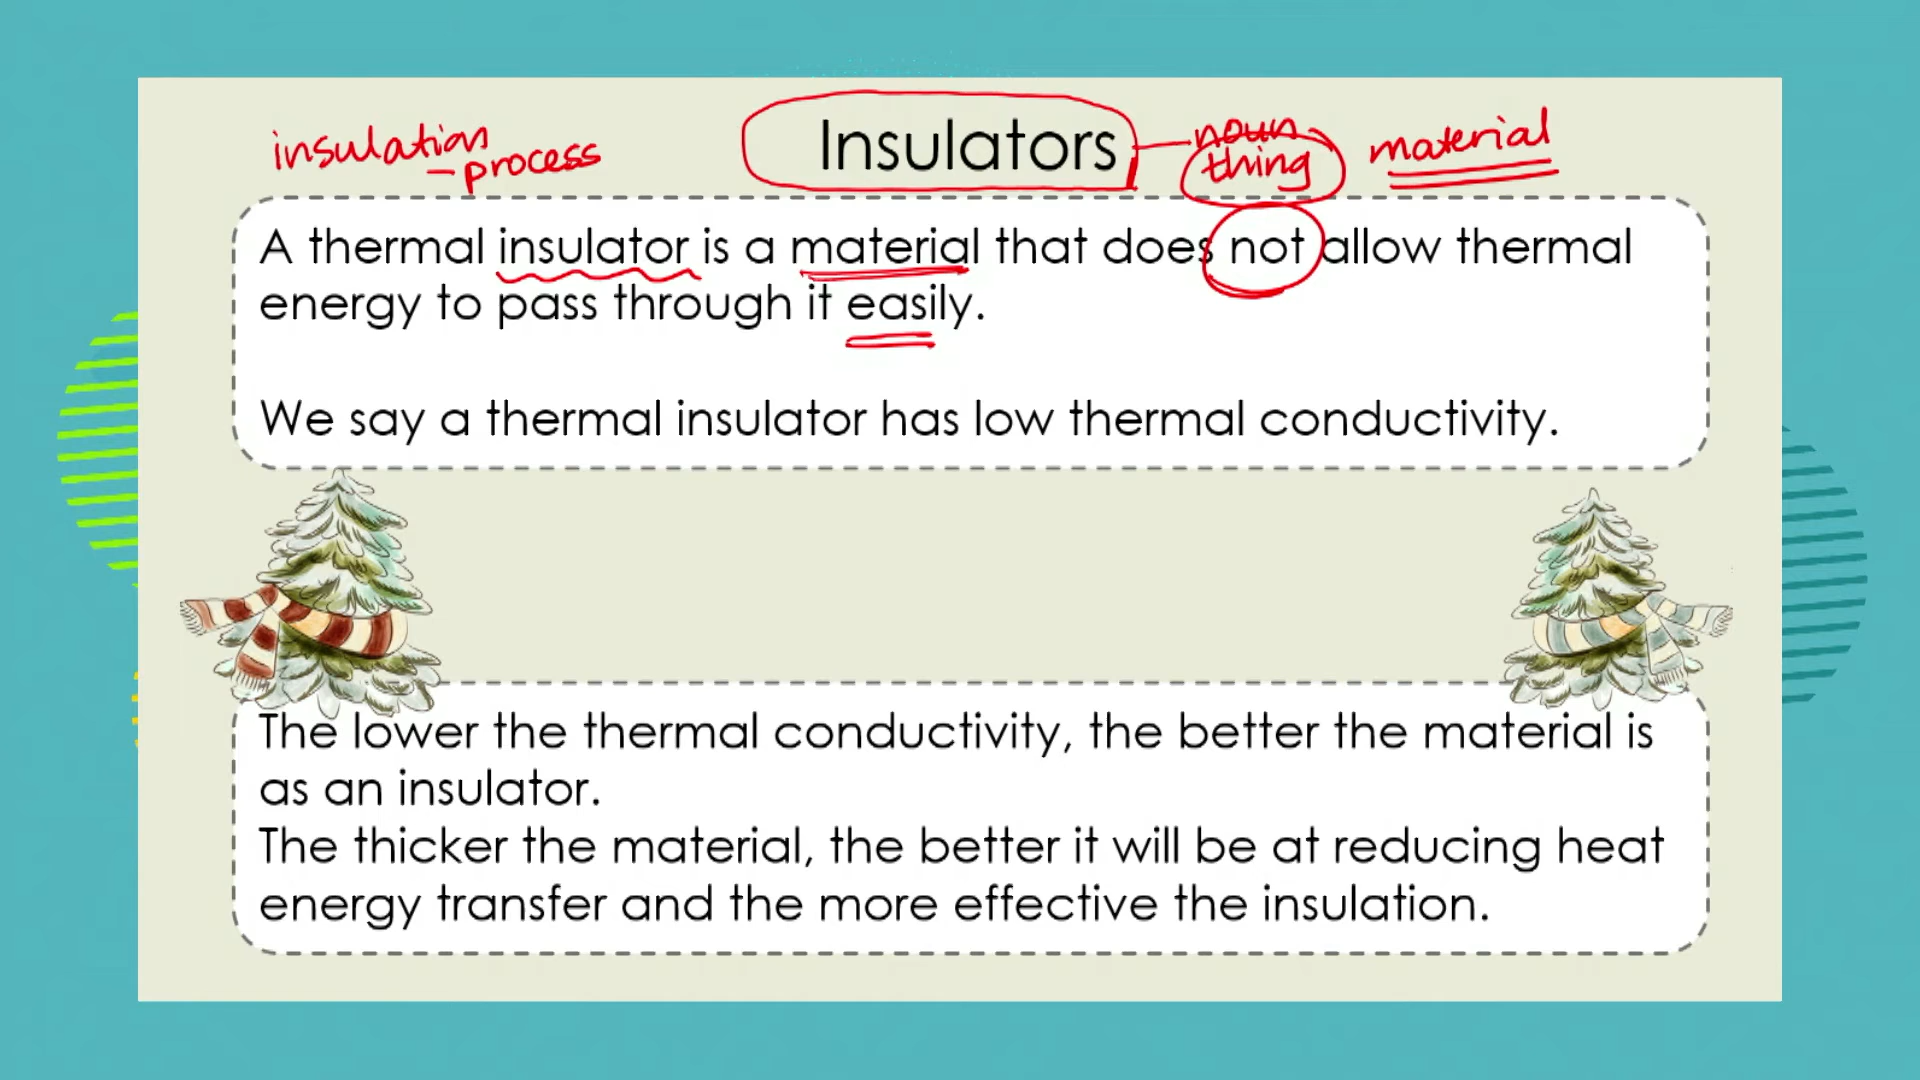 insulation
- process
Insulators
noun
thing
material
A thermal insulator is a material that does not allow thermal
energy to pass through it easily.
We say a thermal insulator has low thermal conductivity.
The lower the thermal conductivity, the better the material is
as an insulator.
The thicker the material, the better it will be at reducing heat
energy transfer and the more effective the insulation.